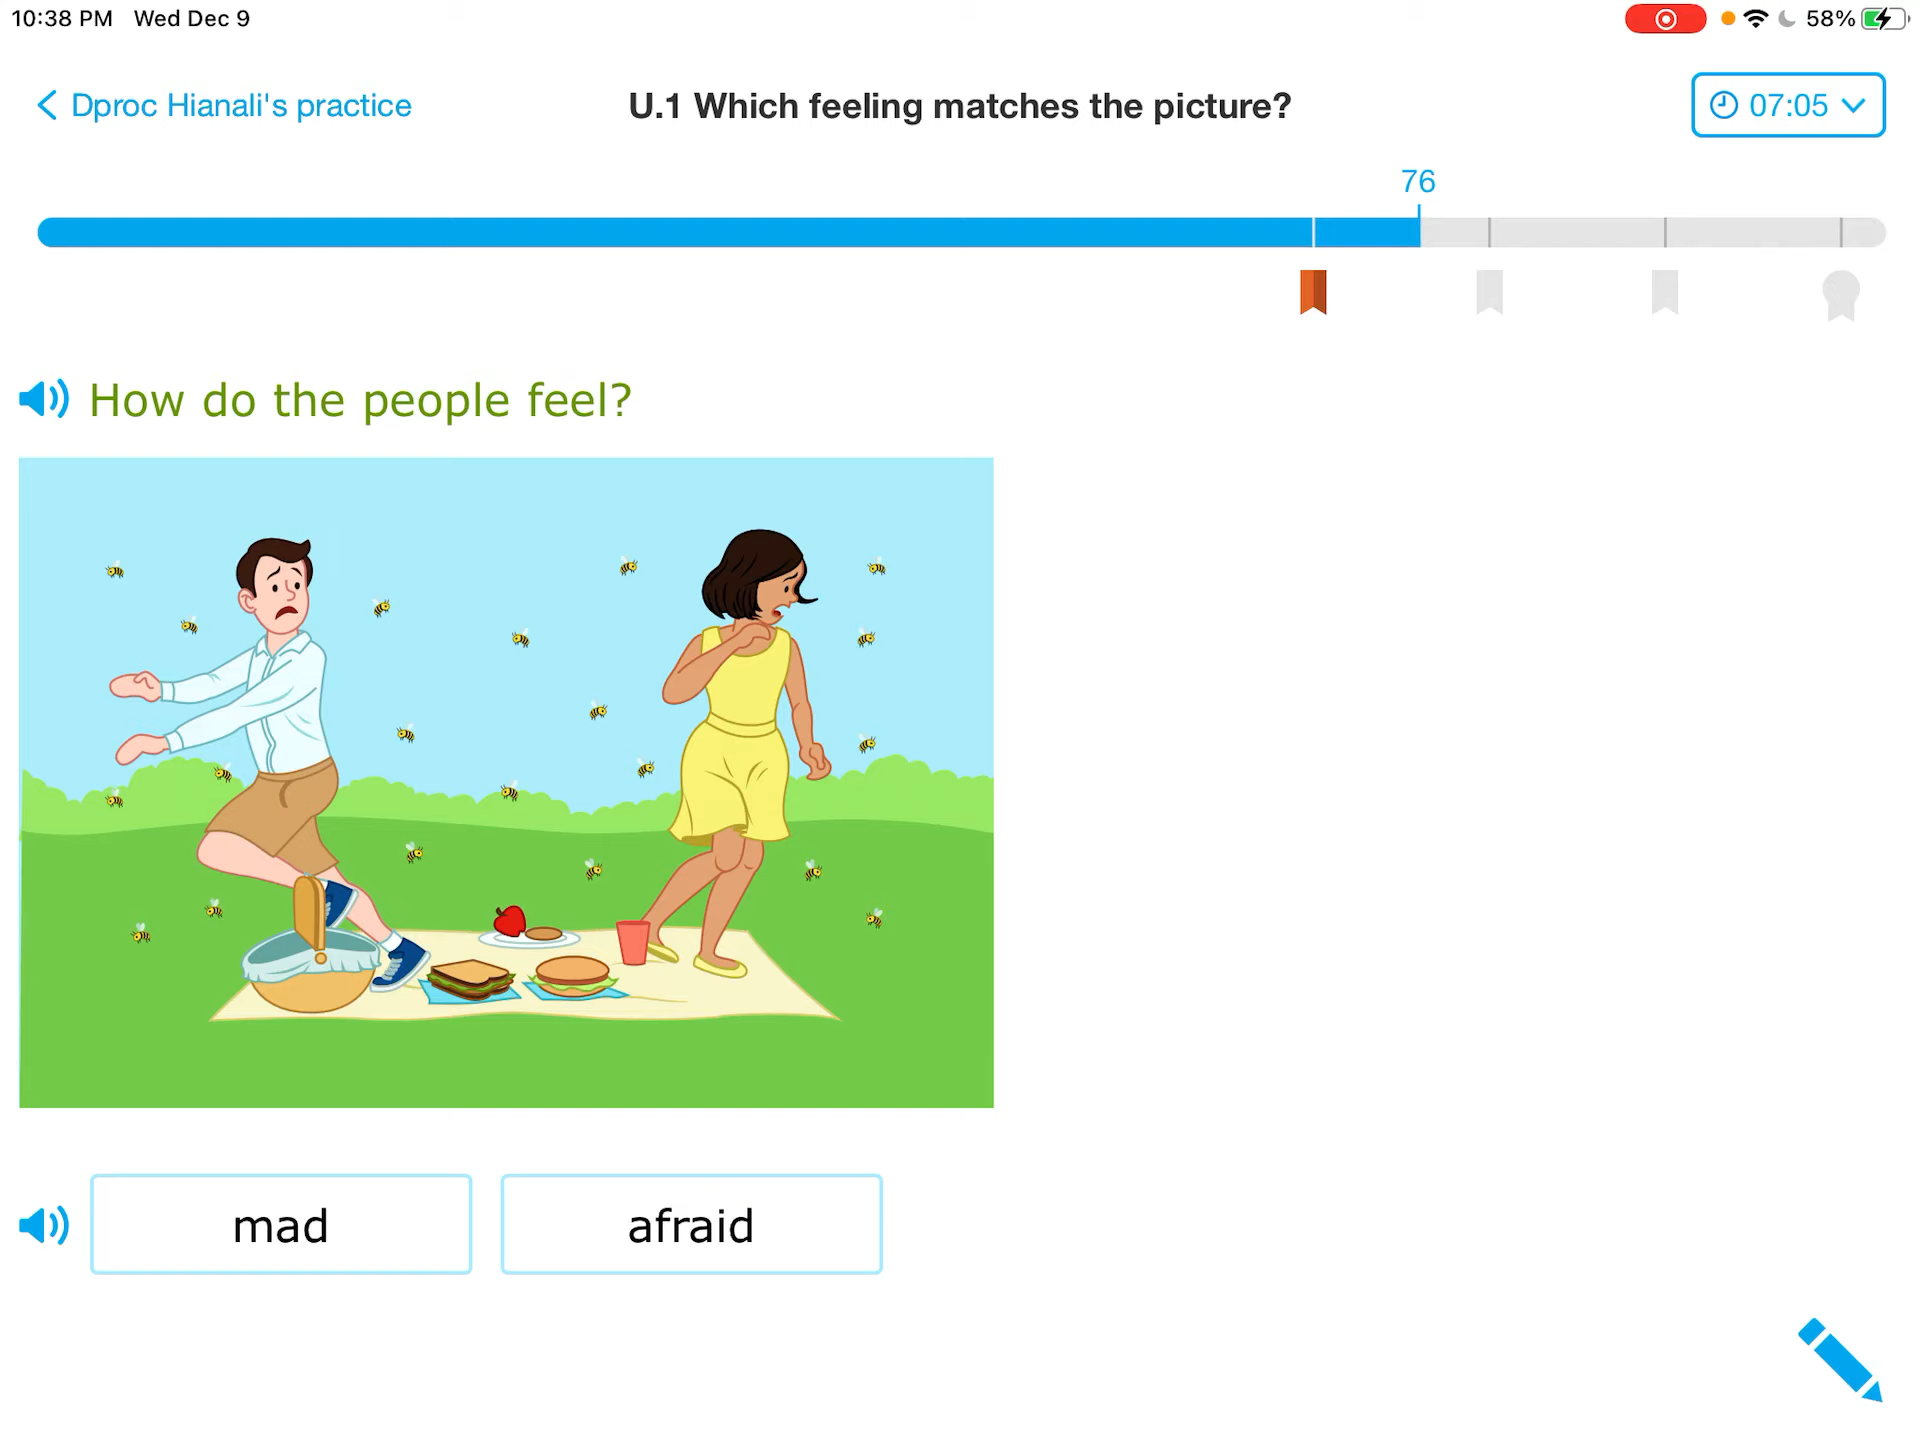 10:38 PM Wed Dec 9
58%
Dproc Hianali's practice
U.1 Which feeling matches the picture?
07:05
76
How do the people feel?
mad
afraid